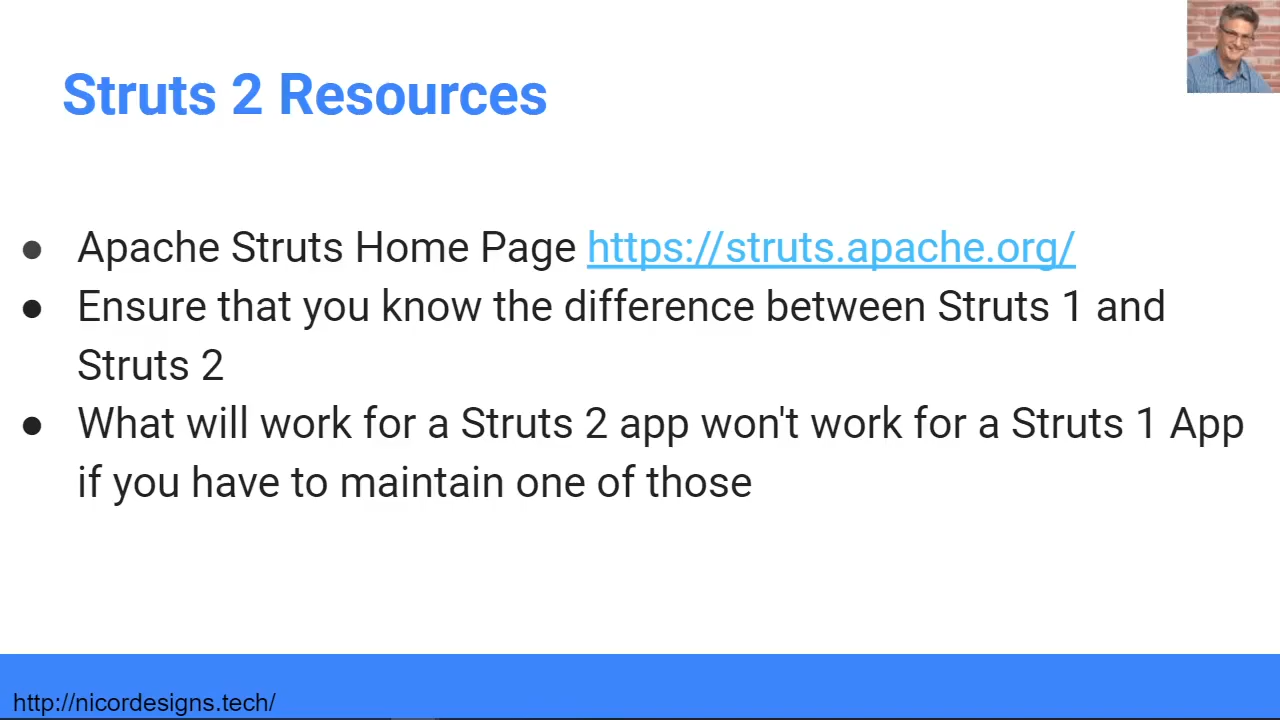 Struts 2 Resources
● Apache Struts Home Page https://struts.apache.org/
● Ensure that you know the difference between Struts 1 and
Struts 2
● What will work for a Struts 2 app won't work for a Struts 1 App
if you have to maintain one of those
http://nicordesigns.tech/